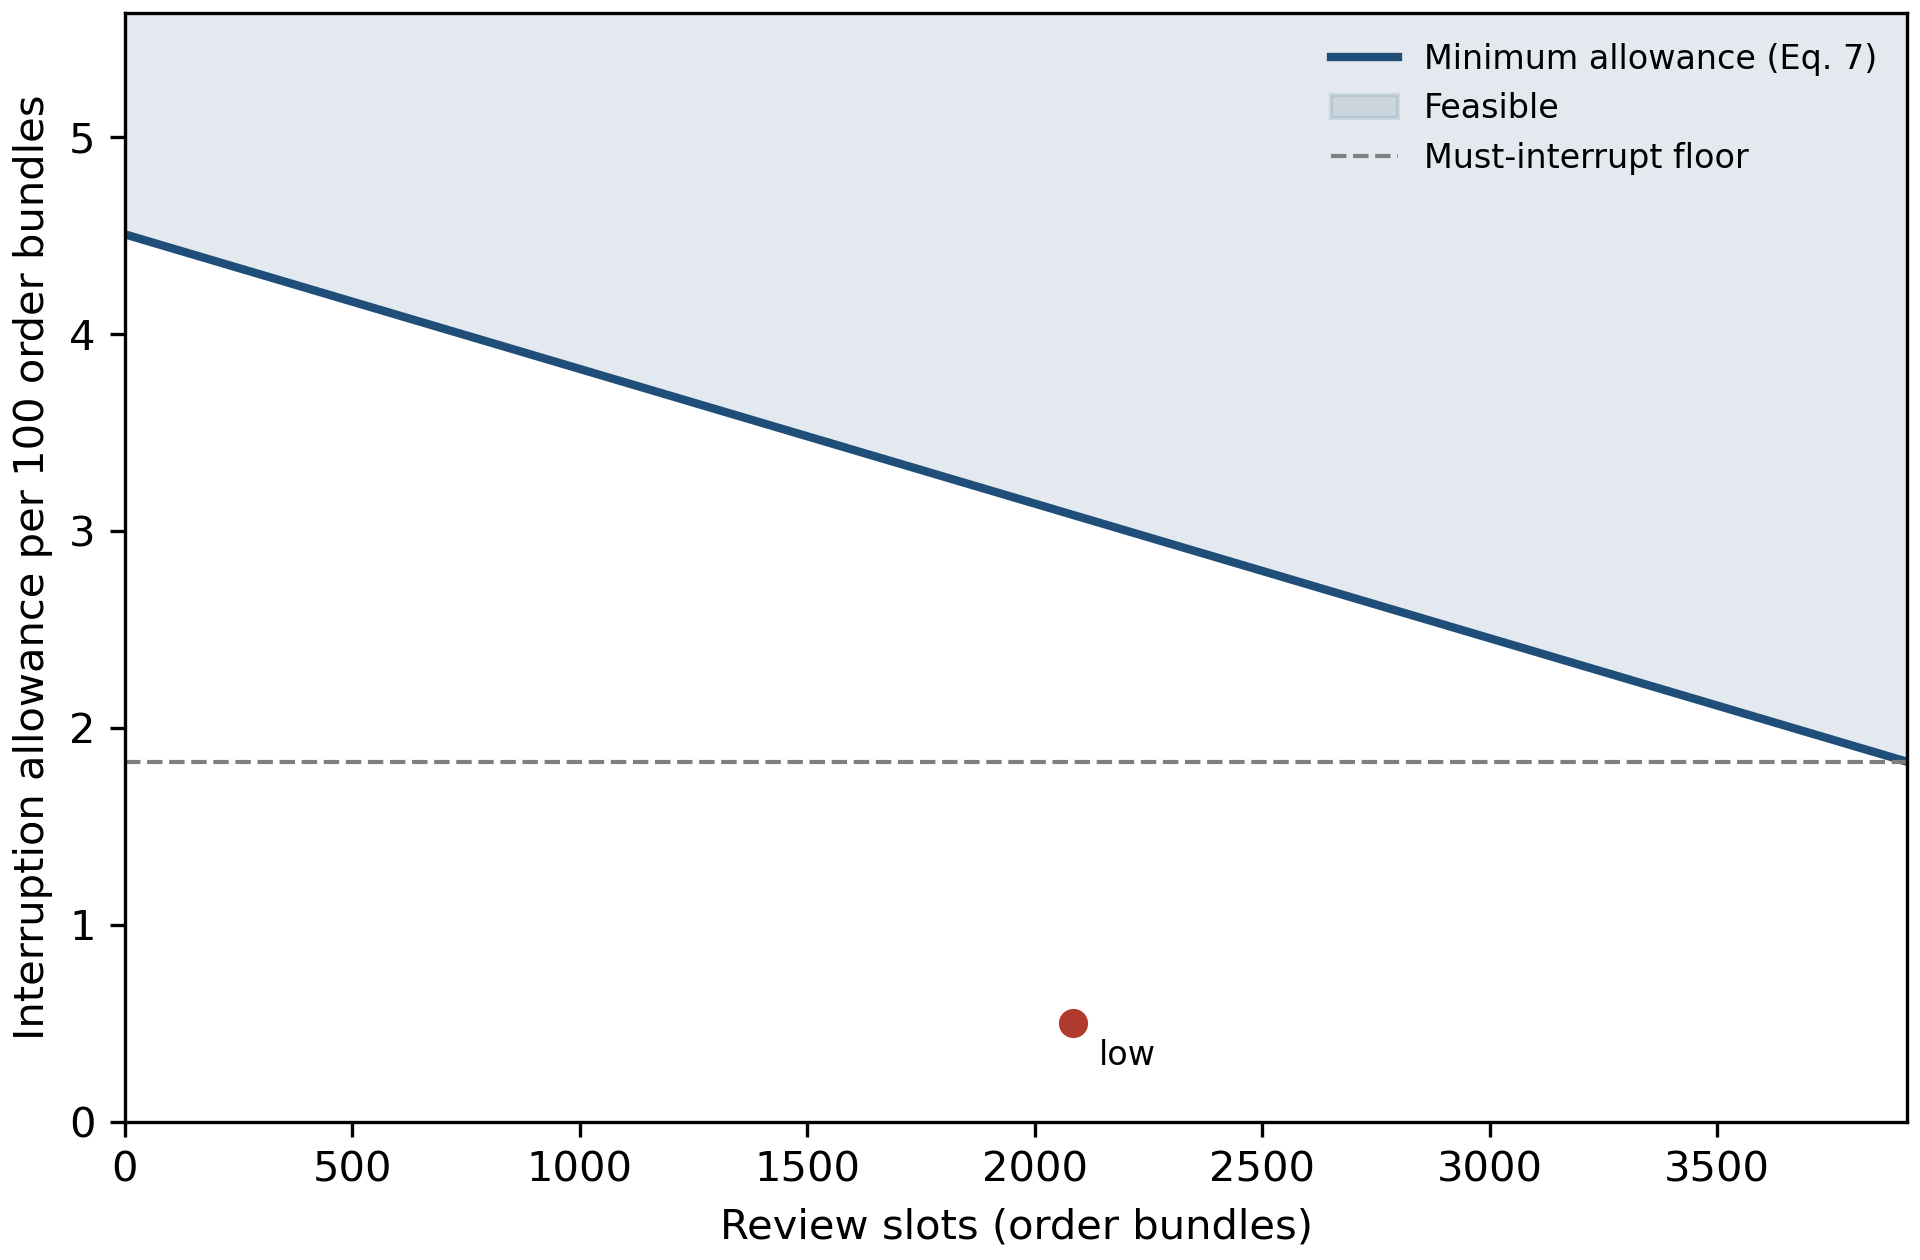 Minimum allowance (Eq. 7)
Feasible
Must-interrupt floor
Interruption allowance per 100 order bundles
5
4
3
2
1
0
low
0 500 1000 1500 2000 2500 3000 3500
Review slots (order bundles)